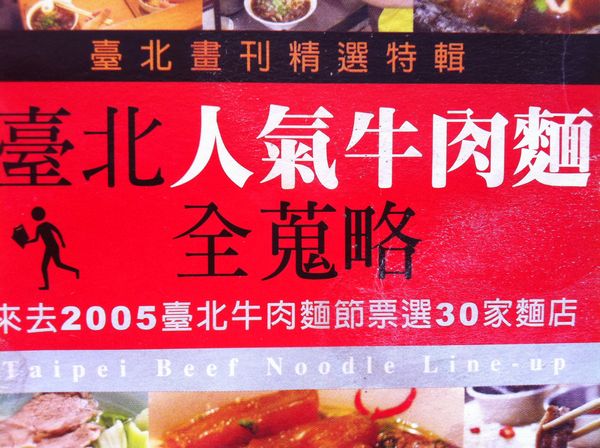 臺北畫刊精選特輯
臺北人氣牛肉麵
全蒐略
來去2005臺北牛肉麵節票選30家麵店
Taipei Beef Noodle Line-up